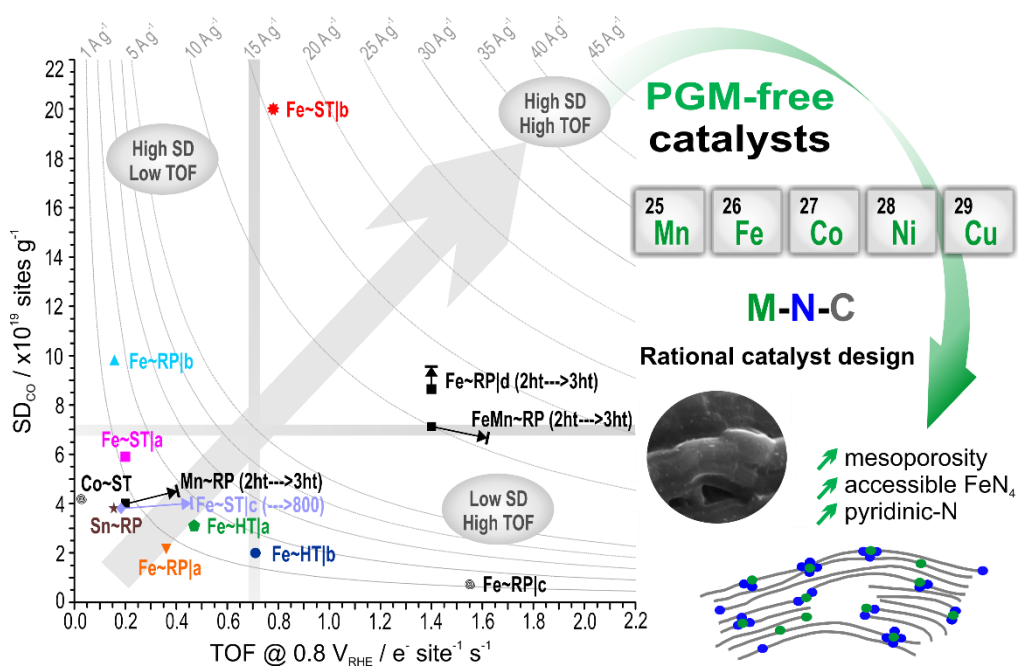 1 A g⁻¹
5 A g⁻¹
10 A g⁻¹
15 A g⁻¹
20 A g⁻¹
25 A g⁻¹
30 A g⁻¹
35 A g⁻¹
40 A g⁻¹
45 A g⁻¹
SD_CO / x10¹⁹ sites g⁻¹
22
20
18
16
14
12
10
8
6
4
2
0
High SD
Low TOF
Fe~ST|b
High SD
High TOF
Fe~RP|b
Fe~RP|d (2ht--->3ht)
FeMn~RP (2ht--->3ht)
Fe~ST|a
Co~ST
Mn~RP (2ht--->3ht)
Fe~ST|c (--->800)
Sn~RP
Fe~HT|a
Low SD
High TOF
Fe~RP|a
Fe~HT|b
Fe~RP|c
0.0
0.2
0.4
0.6
0.8
1.0
1.2
1.4
1.6
1.8
2.0
2.2
TOF @ 0.8 V_RHE / e⁻ site⁻¹ s⁻¹
PGM-free
catalysts
25
Mn
26
Fe
27
Co
28
Ni
29
Cu
M-N-C
Rational catalyst design
mesoporosity
accessible FeN₄
pyridinic-N